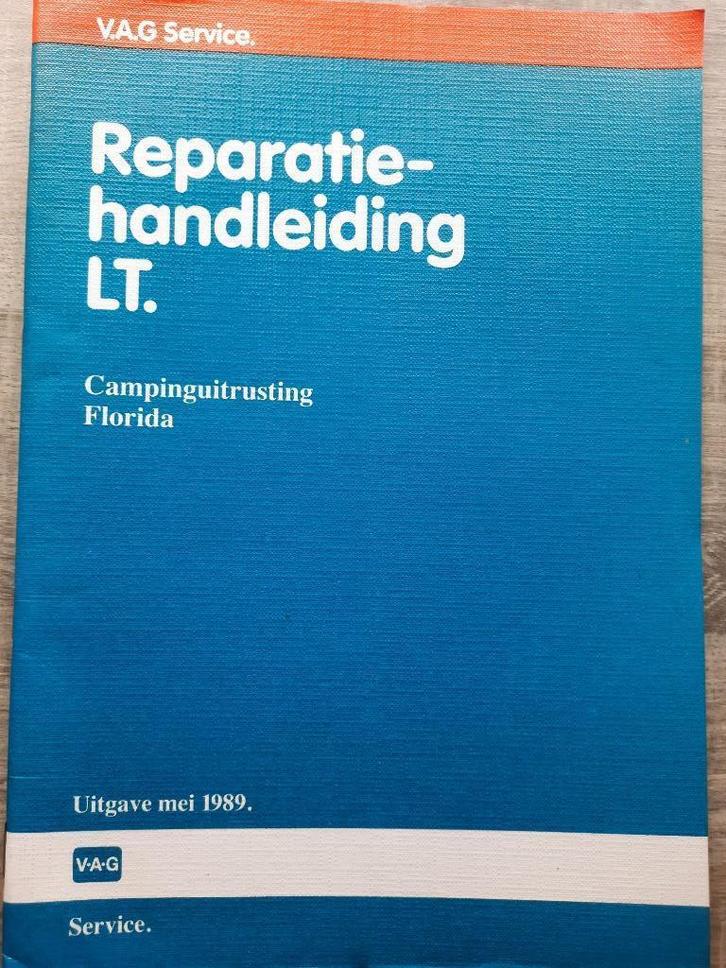 V.A.G Service.
Reparatie-
handleiding
LT.
Campinguitrusting
Florida
Uitgave mei 1989.
V·A·G
Service.